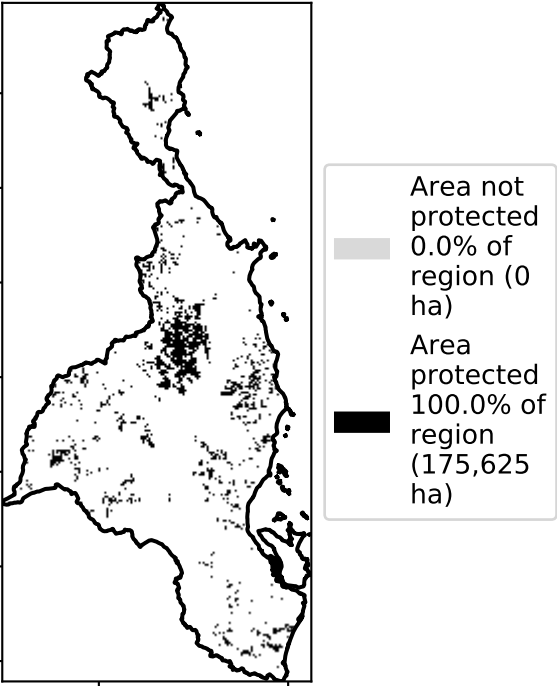 Area not
protected
0.0% of
region (0
ha)
Area
protected
100.0% of
region
(175,625
ha)